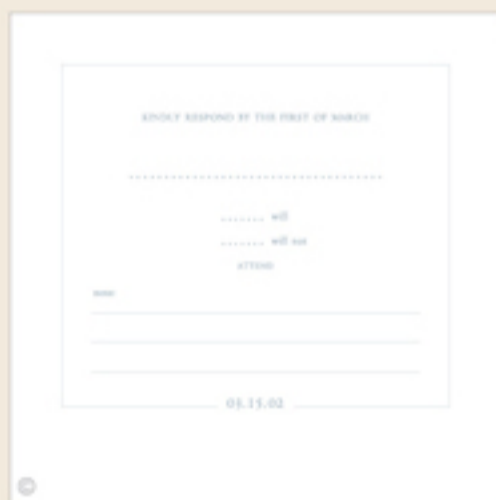 KINDLY RESPOND BY THE FIRST OF MARCH
will
will not
ATTEND
03.15.02